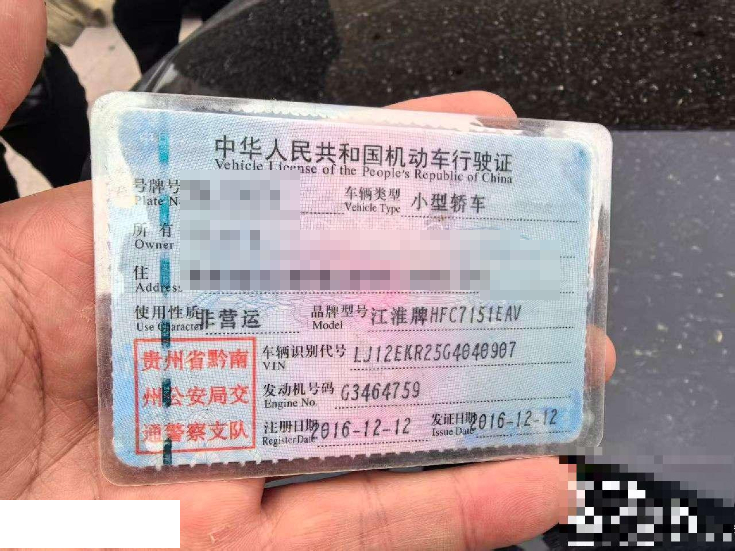 中华人民共和国机动车行驶证
Vehicle License of the People's Republic of China
号牌号
Plate N
车辆类型 小型轿车
Vehicle Type
所有
Owner
住
Address
使用性质 非营运
Use Character
品牌型号 江淮牌HFC7151EAV
Model
贵州省黔南
州公安局交
通警察支队
车辆识别代号 LJ12EKR25G4040907
VIN
发动机号码 G3464759
Engine No.
注册日期 2016-12-12
Register Date
发证日期 2016-12-12
Issue Date